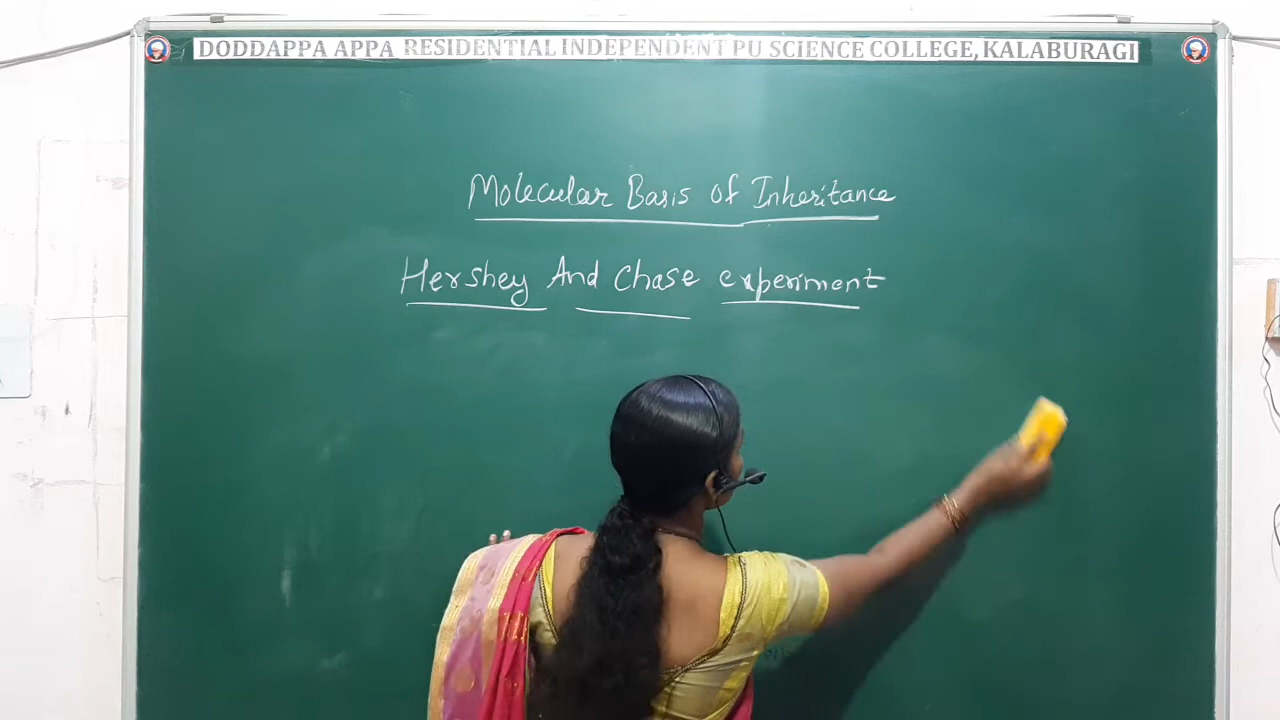 DODDAPPA APPA RESIDENTIAL INDEPENDENT PU SCIENCE COLLEGE, KALABURAGI
Molecular Basis of Inheritance
Hershey And Chase experiment